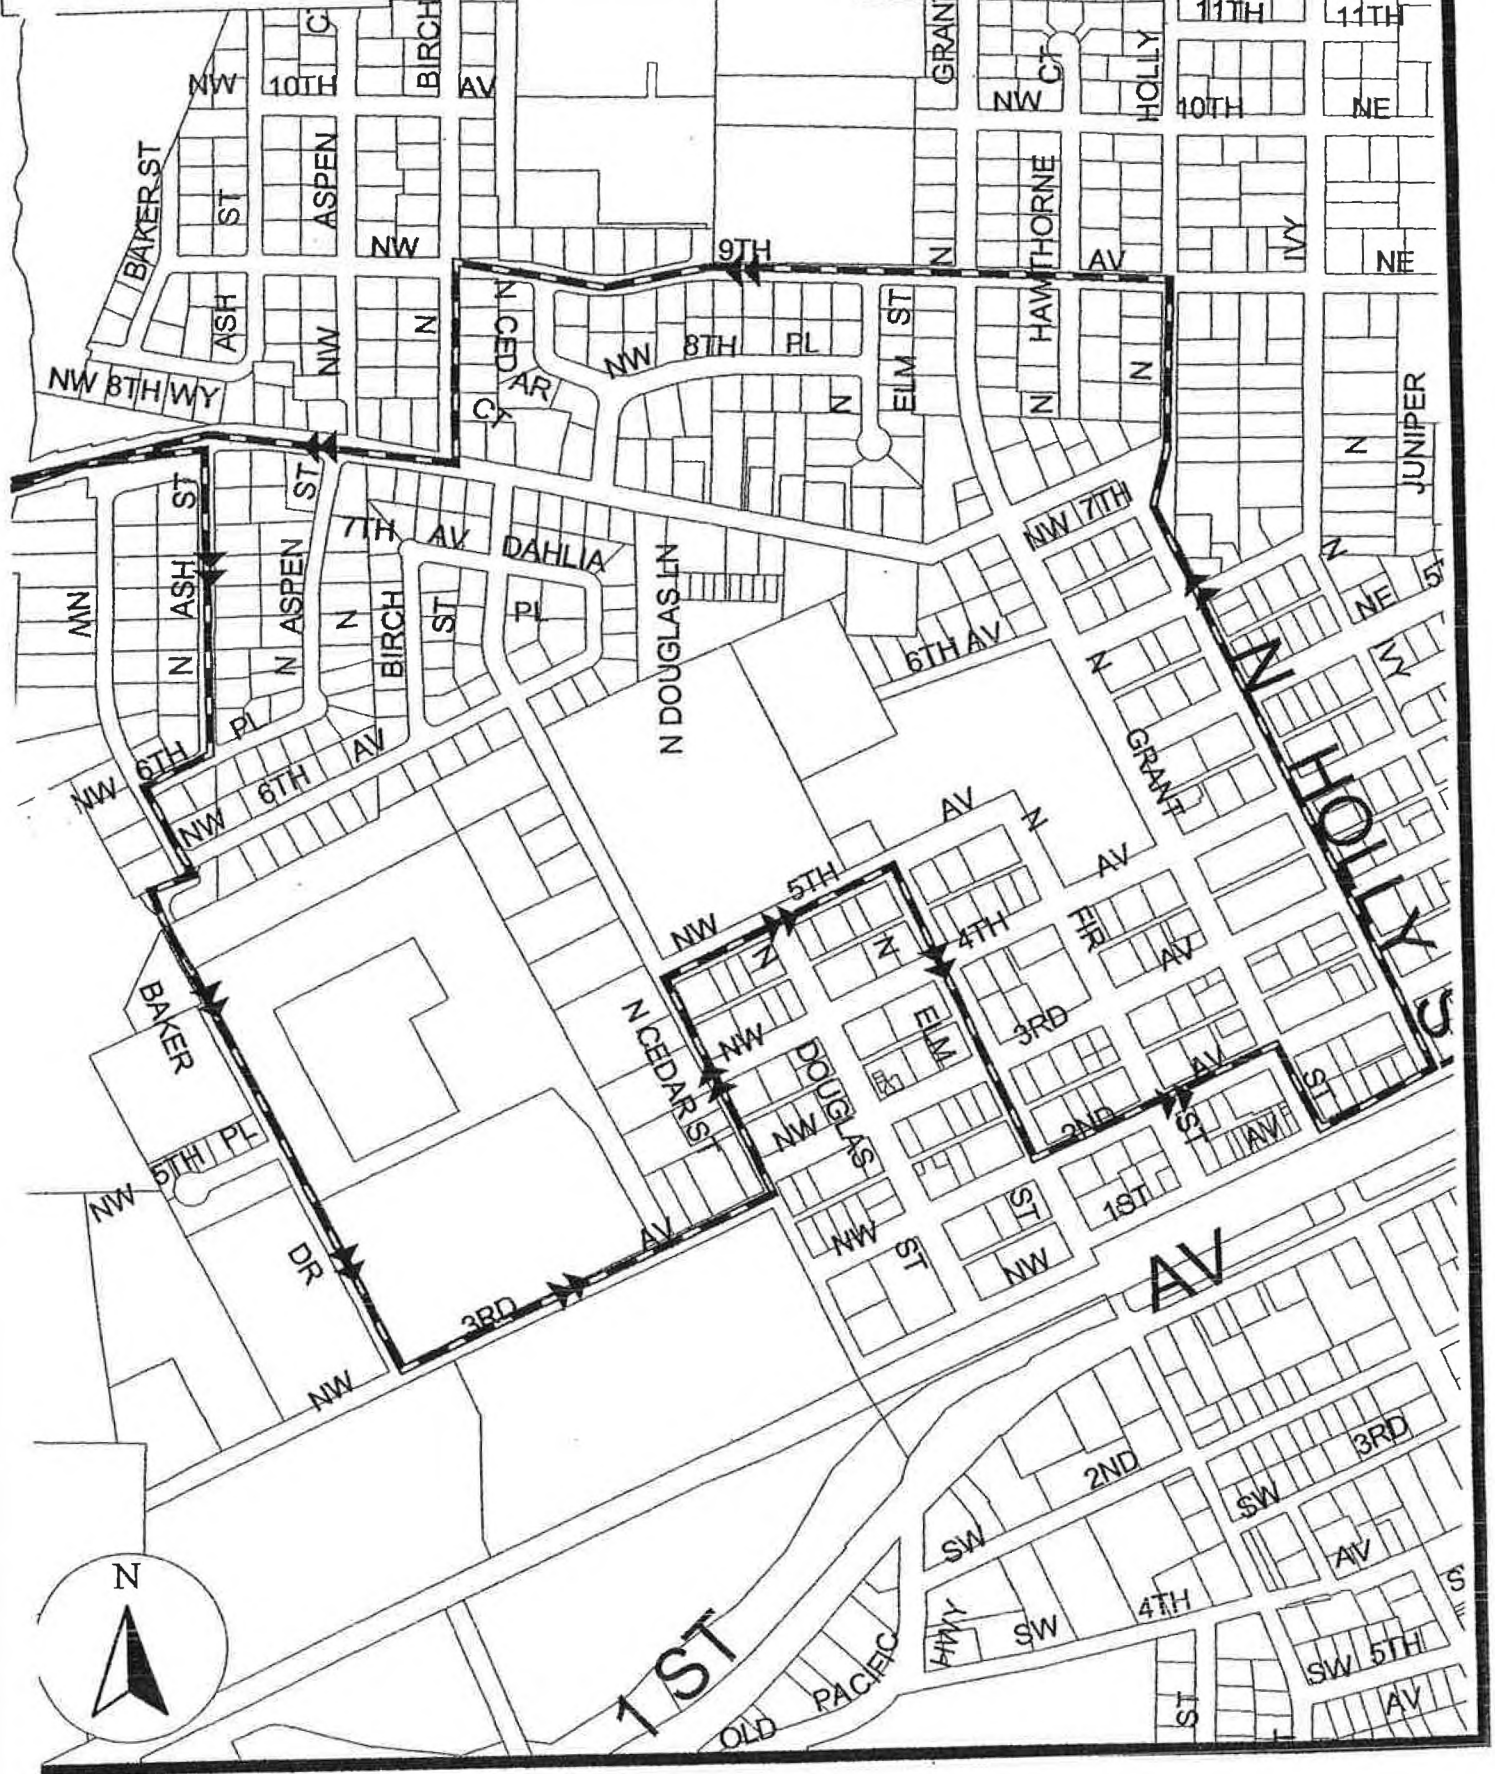 11TH
11TH
CT
BIRCH
GRAN
HOLLY
NW 10TH AV
NW CT
10TH
NE
BAKER ST
ST
ASPEN
NW
HAWTHORNE
IVY
9TH
N
AV
NE
ASH
NW
N
N CED
AR
CT
NW 8TH PL
ELM ST
N
N
N
NW 8TH WY
N
JUNIPER
ST
ST
7TH AV
DAHLIA
PL
NW 7TH
N
NE
5T
NW
N ASH
N ASPEN
N
BIRCH
ST
N DOUGLAS LN
6TH AV
N GRANT
IVY
N HOLLY S
NW 6TH PL
NW 6TH AV
AV
N
NW 5TH
AV
N
N
4TH
FIR
AV
BAKER
DR
N CEDAR ST
NW
DOUGLAS
ELM
3RD
AV
ST
NW 5TH PL
NW
2ND
ST
AV
NW 3RD AV
NW
ST
ST
NW
1ST
AV
2ND
3RD
SW
SW
AV
N
4TH
S
SW
HWY
SW 5TH
1 ST
PACIFIC
AV
OLD
ST